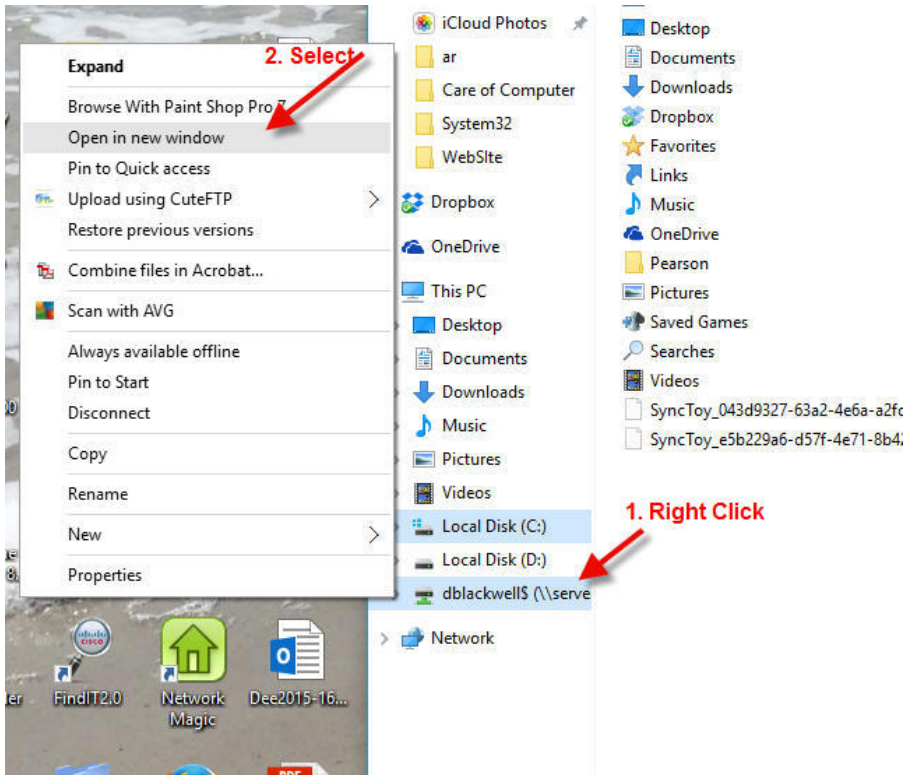 2. Select
Expand
Browse With Paint Shop Pro 7
Open in new window
Pin to Quick access
Upload using CuteFTP
Restore previous versions
Combine files in Acrobat...
Scan with AVG
Always available offline
Pin to Start
Disconnect
Copy
Rename
New
Properties
FindIT2.0
Network
Magic
Dee2015-16...
PDF
iCloud Photos
ar
Care of Computer
System32
WebSIte
Dropbox
OneDrive
This PC
Desktop
Documents
Downloads
Music
Pictures
Videos
Local Disk (C:)
Local Disk (D:)
dblackwell$ (\\serve
Network
Desktop
Documents
Downloads
Dropbox
Favorites
Links
Music
OneDrive
Pearson
Pictures
Saved Games
Searches
Videos
SyncToy_043d9327-63a2-4e6a-a2fc
SyncToy_e5b229a6-d57f-4e71-8b42
1. Right Click